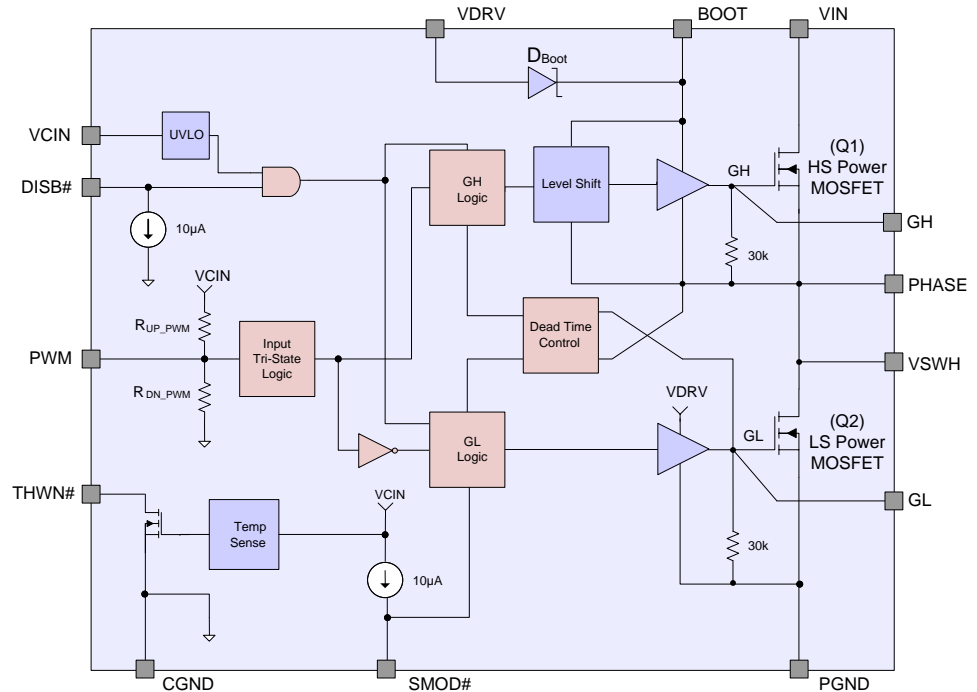 VDRV
BOOT
VIN
DBoot
VCIN
UVLO
(Q1)
HS Power
MOSFET
DISB#
GH
Logic
Level Shift
GH
10µA
GH
30k
VCIN
PHASE
RUP_PWM
Dead Time
Control
PWM
Input
Tri-State
Logic
VSWH
RDN_PWM
VDRV
(Q2)
LS Power
MOSFET
GL
Logic
GL
THWN#
VCIN
GL
Temp
Sense
30k
10µA
CGND
SMOD#
PGND